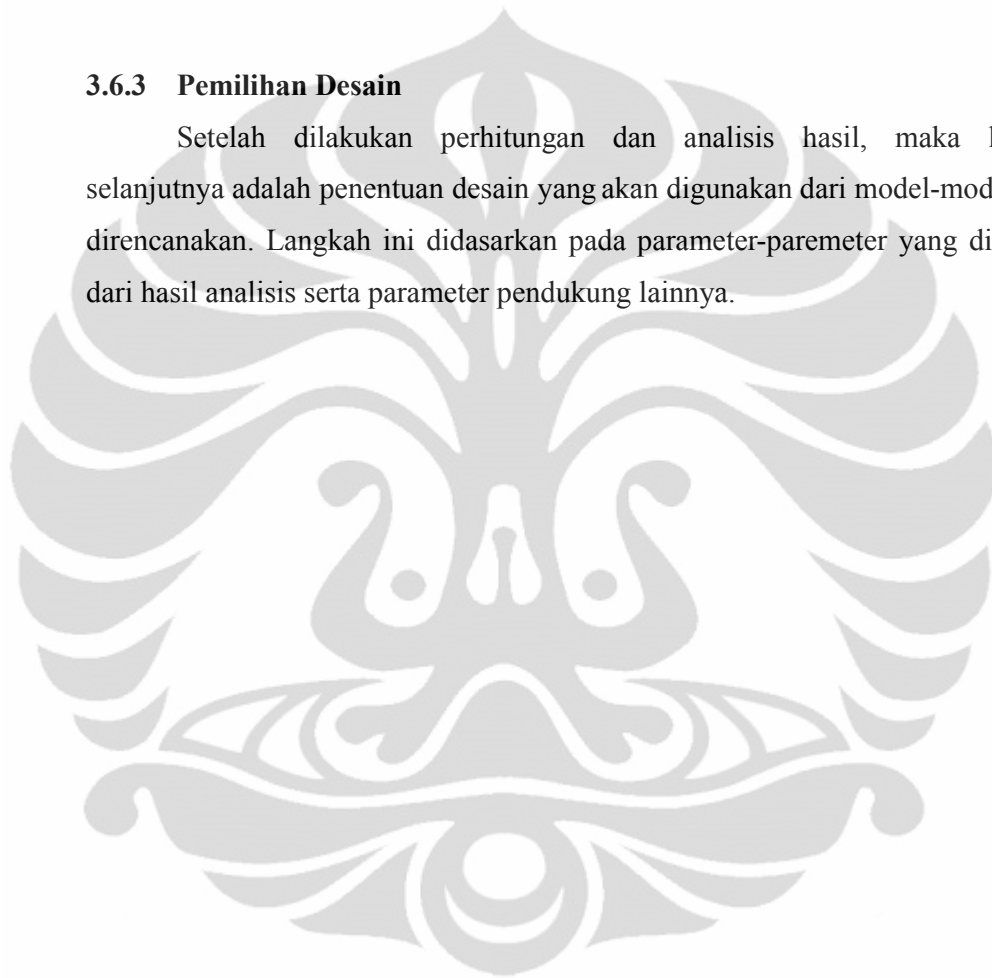 3.6.3 Pemilihan Desain
Setelah dilakukan perhitungan dan analisis hasil, maka
selanjutnya adalah penentuan desain yang akan digunakan dari model-mod
direncanakan. Langkah ini didasarkan pada parameter-paremeter yang di
dari hasil analisis serta parameter pendukung lainnya.